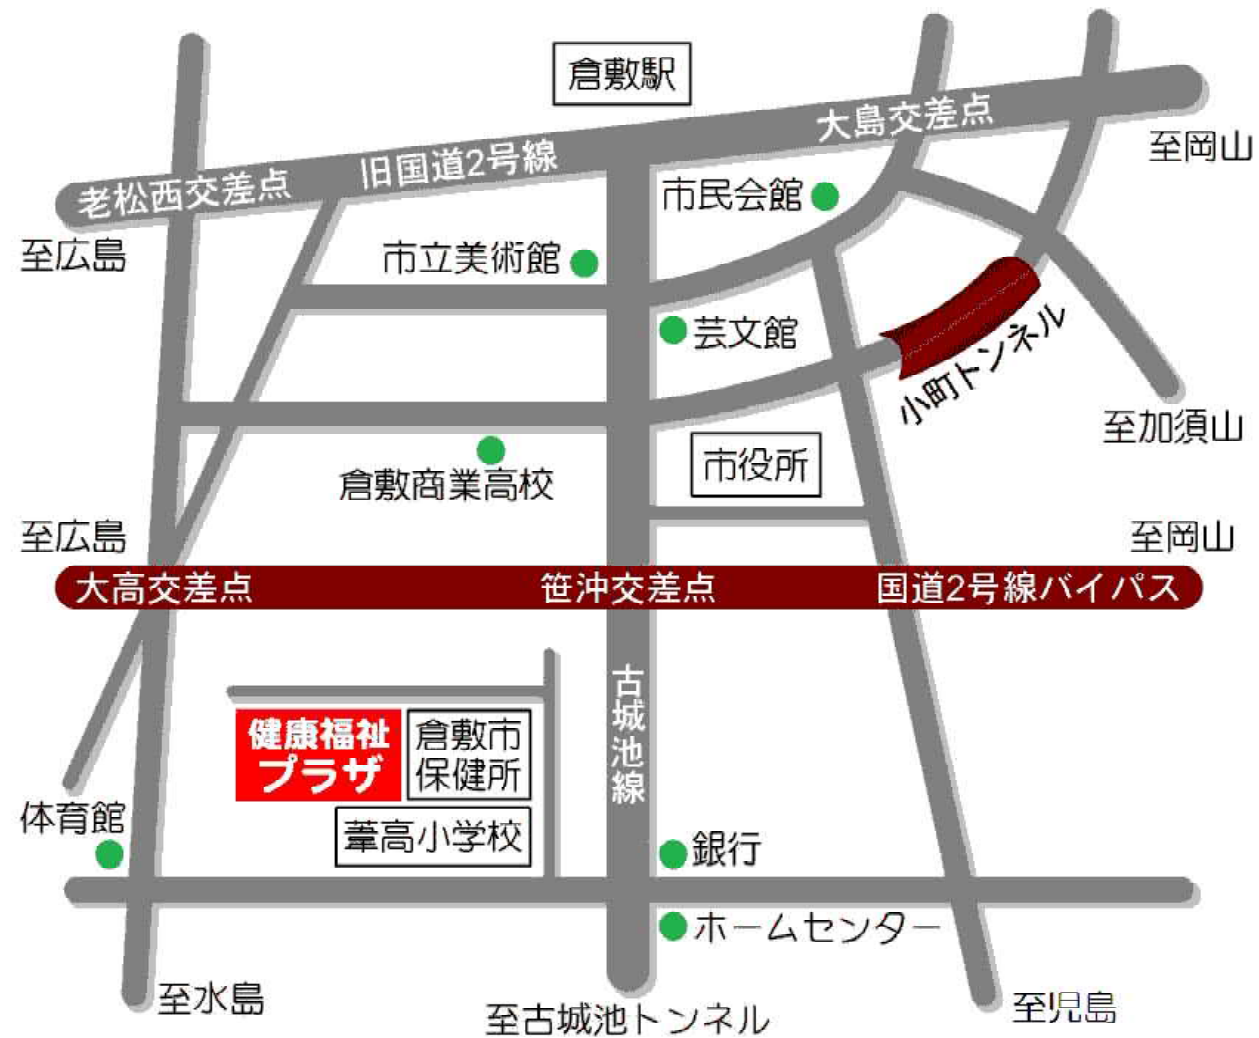 倉敷駅
大島交差点
至岡山
旧国道2号線
老松西交差点
市民会館
至広島
市立美術館
芸文館
小町トンネル
至加須山
市役所
倉敷商業高校
至広島
至岡山
大高交差点
笹沖交差点
国道2号線バイパス
古城池線
健康福祉
プラザ
倉敷市
保健所
葦高小学校
体育館
銀行
ホームセンター
至水島
至古城池トンネル
至児島